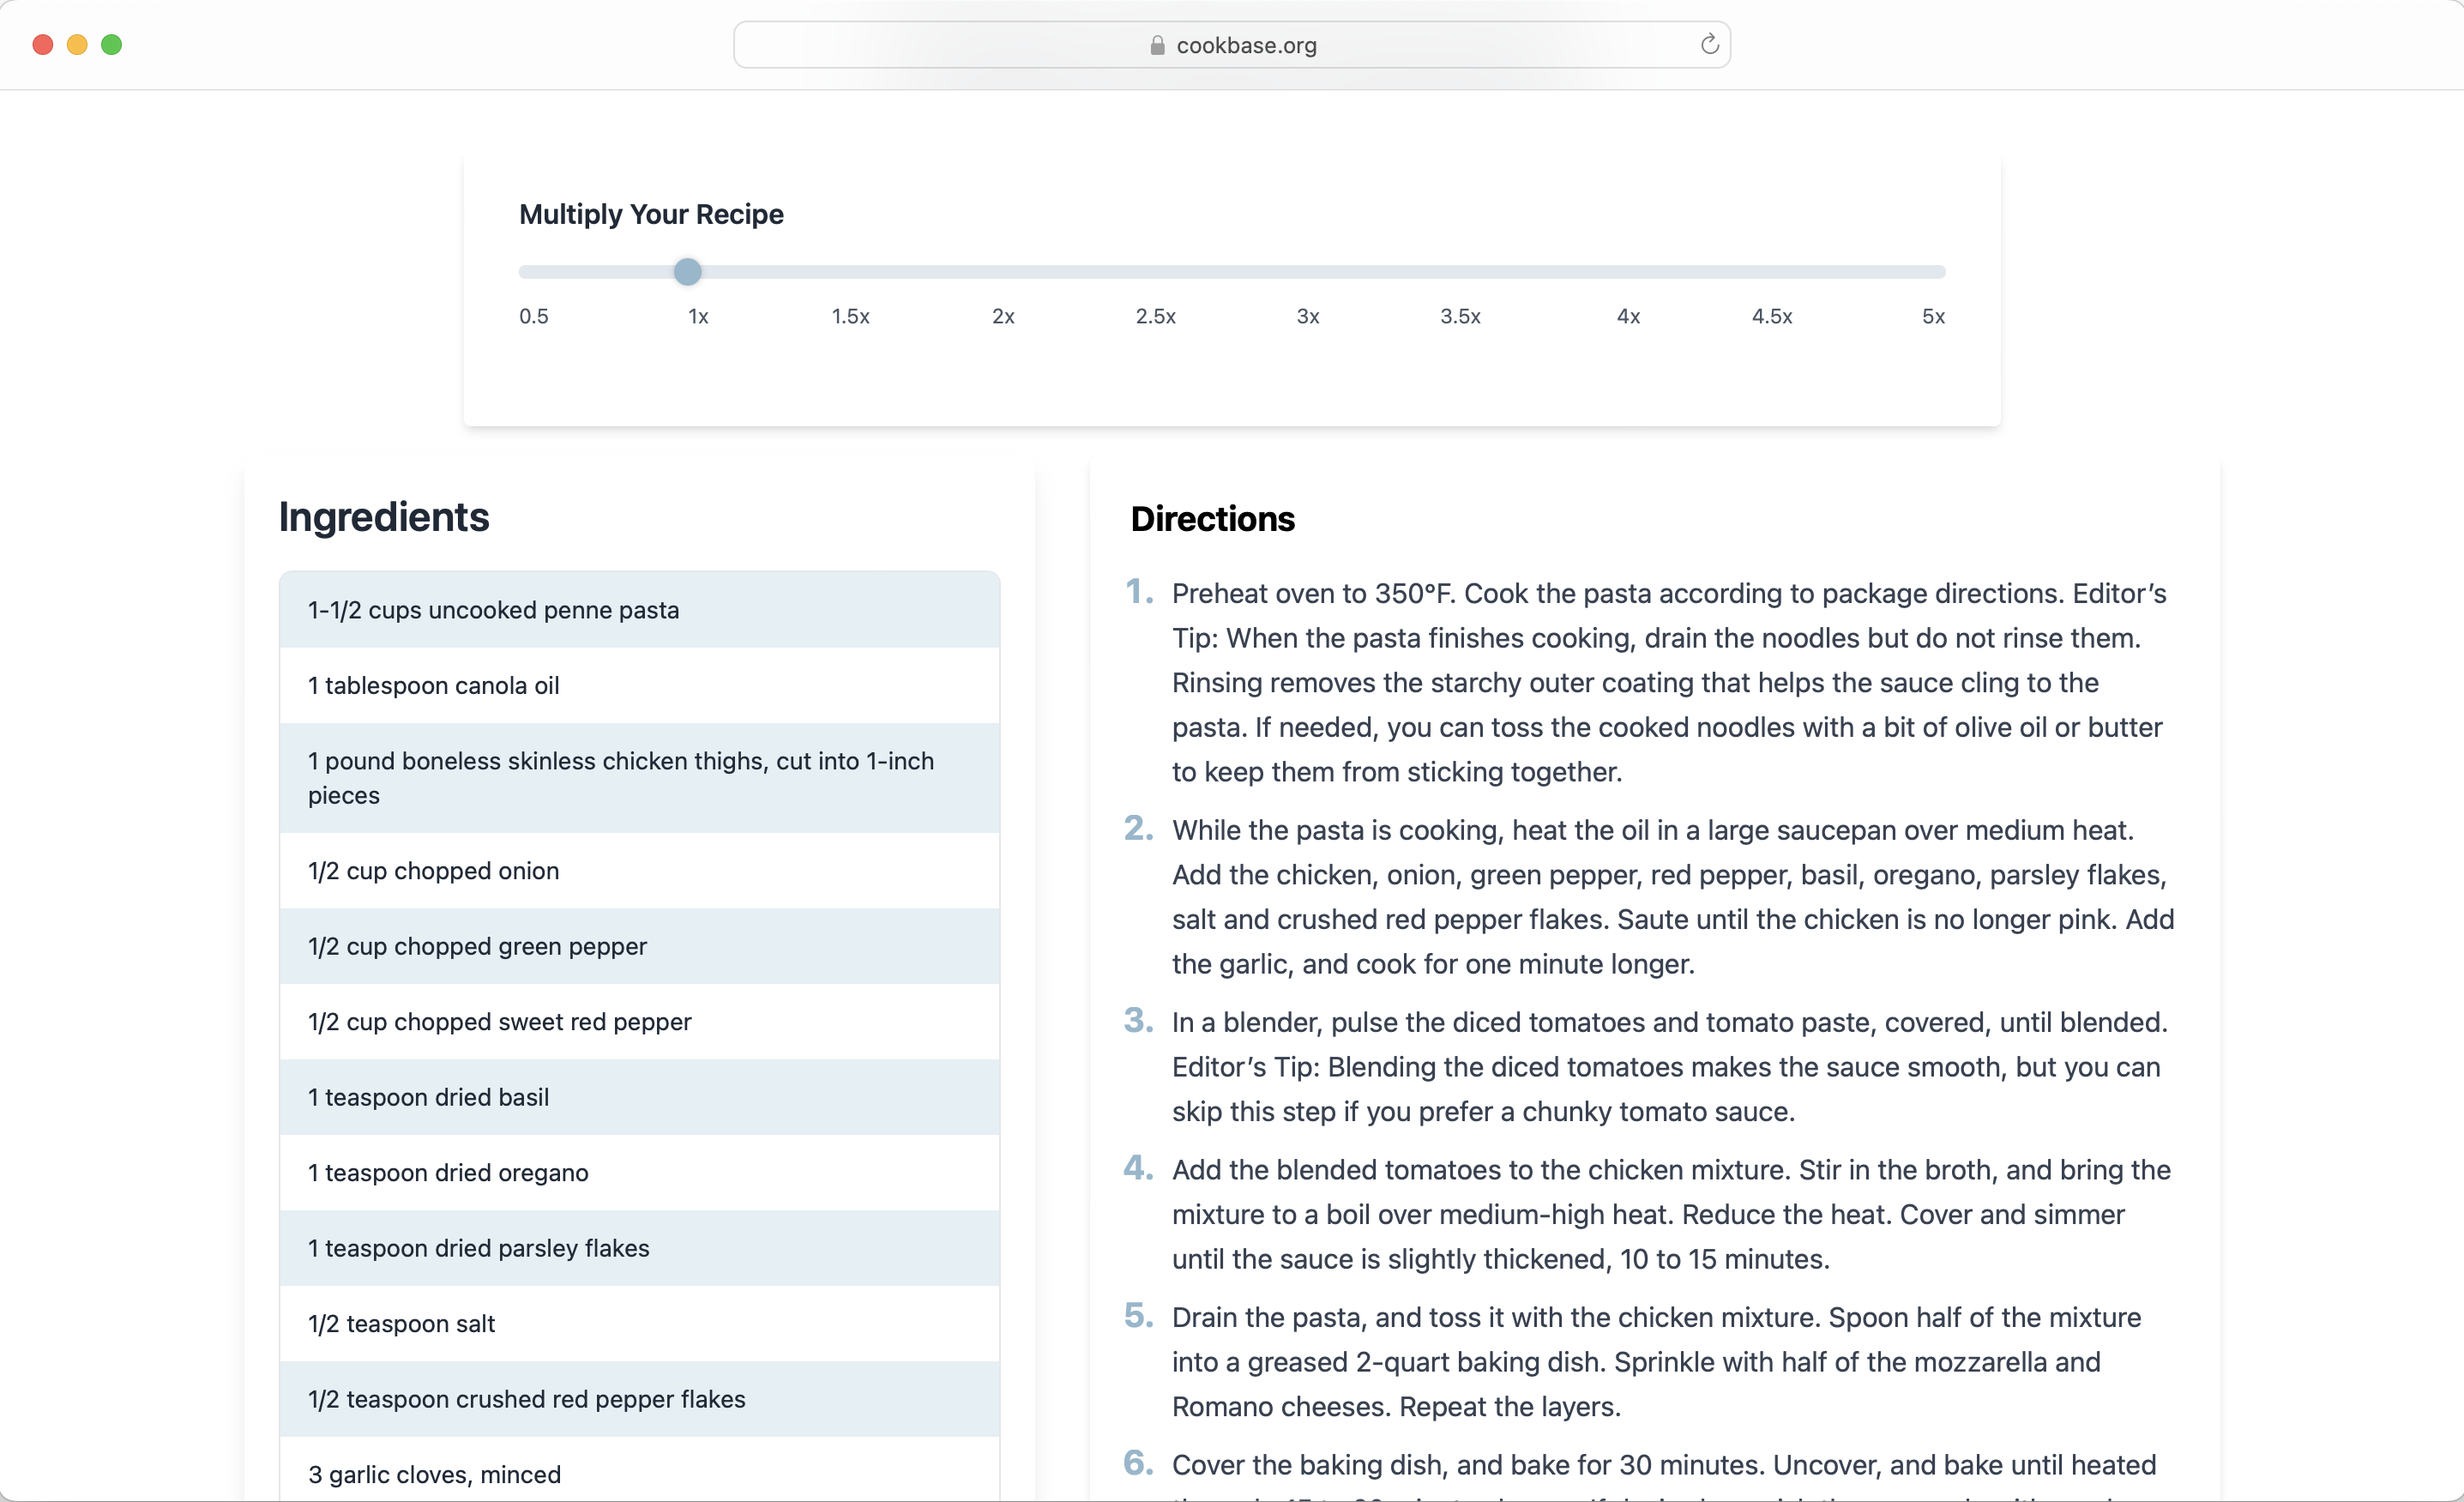 cookbase.org
Multiply Your Recipe
0.5 1x 1.5x 2x 2.5x 3x 3.5x 4x 4.5x 5x
Ingredients
1-1/2 cups uncooked penne pasta
1 tablespoon canola oil
1 pound boneless skinless chicken thighs, cut into 1-inch
pieces
1/2 cup chopped onion
1/2 cup chopped green pepper
1/2 cup chopped sweet red pepper
1 teaspoon dried basil
1 teaspoon dried oregano
1 teaspoon dried parsley flakes
1/2 teaspoon salt
1/2 teaspoon crushed red pepper flakes
3 garlic cloves, minced
Directions
1. Preheat oven to 350°F. Cook the pasta according to package directions. Editor’s
Tip: When the pasta finishes cooking, drain the noodles but do not rinse them.
Rinsing removes the starchy outer coating that helps the sauce cling to the
pasta. If needed, you can toss the cooked noodles with a bit of olive oil or butter
to keep them from sticking together.
2. While the pasta is cooking, heat the oil in a large saucepan over medium heat.
Add the chicken, onion, green pepper, red pepper, basil, oregano, parsley flakes,
salt and crushed red pepper flakes. Saute until the chicken is no longer pink. Add
the garlic, and cook for one minute longer.
3. In a blender, pulse the diced tomatoes and tomato paste, covered, until blended.
Editor’s Tip: Blending the diced tomatoes makes the sauce smooth, but you can
skip this step if you prefer a chunky tomato sauce.
4. Add the blended tomatoes to the chicken mixture. Stir in the broth, and bring the
mixture to a boil over medium-high heat. Reduce the heat. Cover and simmer
until the sauce is slightly thickened, 10 to 15 minutes.
5. Drain the pasta, and toss it with the chicken mixture. Spoon half of the mixture
into a greased 2-quart baking dish. Sprinkle with half of the mozzarella and
Romano cheeses. Repeat the layers.
6. Cover the baking dish, and bake for 30 minutes. Uncover, and bake until heated